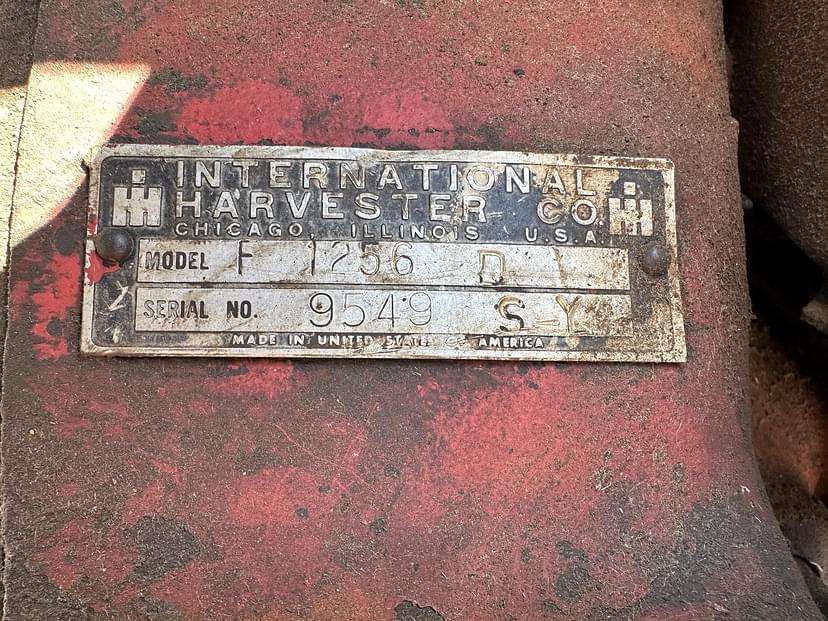 INTERNATIONAL
HARVESTER CO.
CHICAGO, ILLINOIS U.S.A.
MODEL F 1256 D
SERIAL NO. 9549 S-Y
MADE IN UNITED STATES OF AMERICA